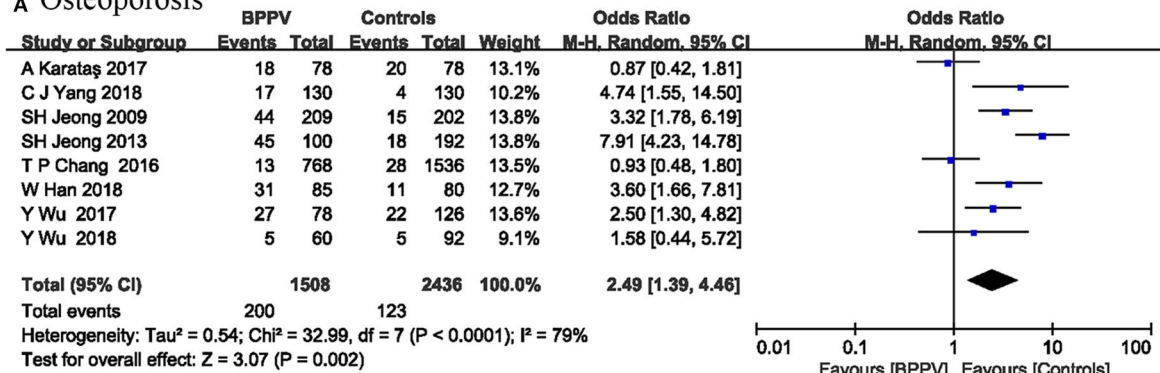 A Osteoporosis
BPPV Controls Odds Ratio Odds Ratio
Study or Subgroup Events Total Events Total Weight M-H, Random, 95% CI M-H, Random, 95% CI
A Karataş 2017 18 78 20 78 13.1% 0.87 [0.42, 1.81]
C J Yang 2018 17 130 4 130 10.2% 4.74 [1.55, 14.50]
SH Jeong 2009 44 209 15 202 13.8% 3.32 [1.78, 6.19]
SH Jeong 2013 45 100 18 192 13.8% 7.91 [4.23, 14.78]
T P Chang 2016 13 768 28 1536 13.5% 0.93 [0.48, 1.80]
W Han 2018 31 85 11 80 12.7% 3.60 [1.66, 7.81]
Y Wu 2017 27 78 22 126 13.6% 2.50 [1.30, 4.82]
Y Wu 2018 5 60 5 92 9.1% 1.58 [0.44, 5.72]
Total (95% CI) 1508 2436 100.0% 2.49 [1.39, 4.46]
Total events 200 123
Heterogeneity: Tau² = 0.54; Chi² = 32.99, df = 7 (P < 0.0001); I² = 79%
Test for overall effect: Z = 3.07 (P = 0.002)
0.01 0.1 1 10 100
Favours [BPPV] Favours [Controls]